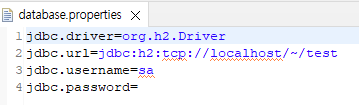 database.properties
1 jdbc.driver=org.h2.Driver
2 jdbc.url=jdbc:h2:tcp://localhost/~/test
3 jdbc.username=sa
4 jdbc.password=